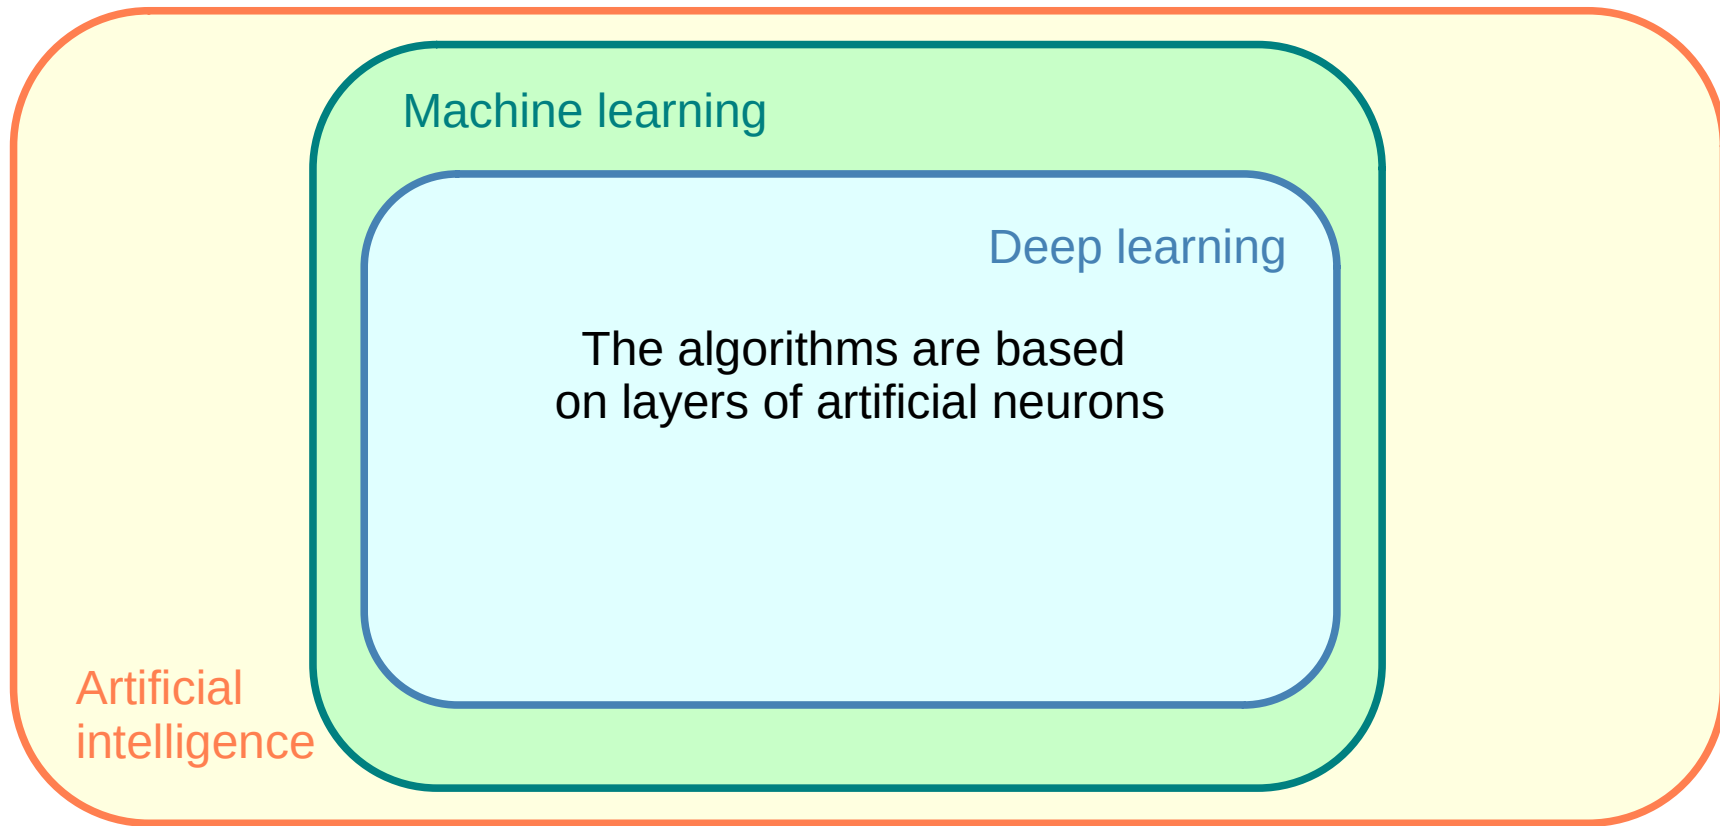 Machine learning
Deep learning
The algorithms are based
on layers of artificial neurons
Artificial
intelligence